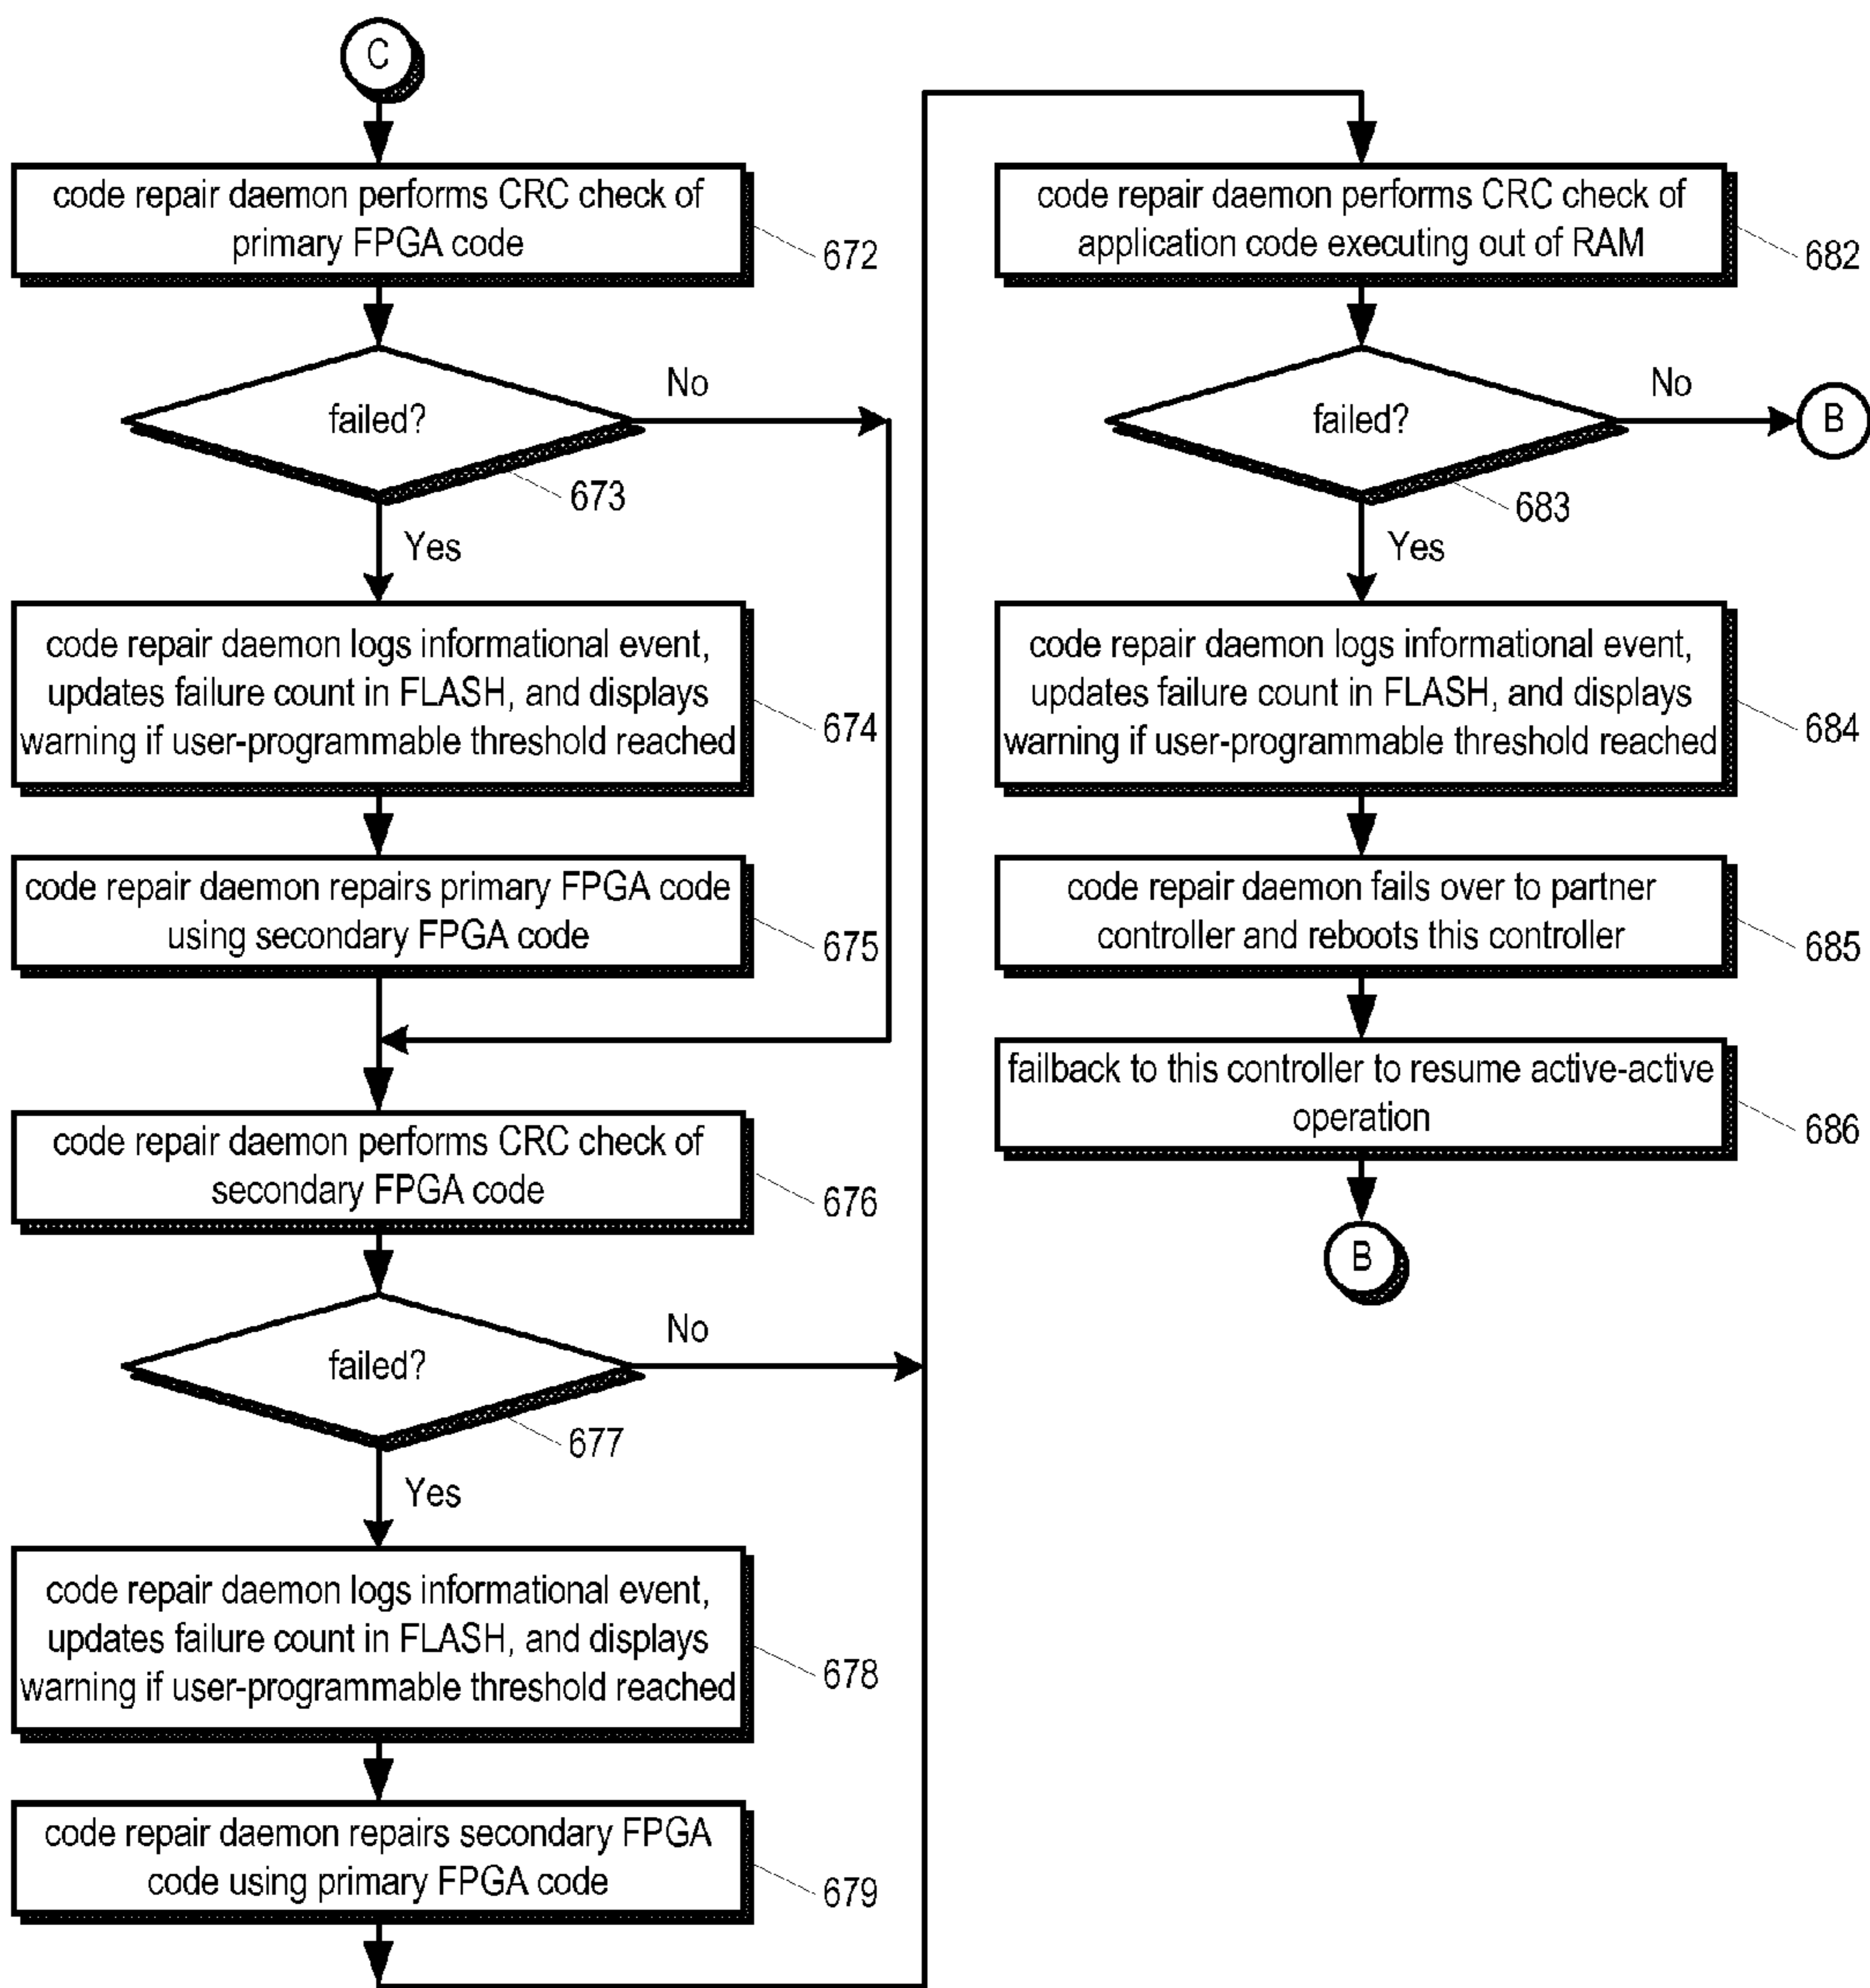 C
code repair daemon performs CRC check of
primary FPGA code
672
failed?
No
673
Yes
code repair daemon logs informational event,
updates failure count in FLASH, and displays
warning if user-programmable threshold reached
674
code repair daemon repairs primary FPGA code
using secondary FPGA code
675
code repair daemon performs CRC check of
secondary FPGA code
676
failed?
No
677
Yes
code repair daemon logs informational event,
updates failure count in FLASH, and displays
warning if user-programmable threshold reached
678
code repair daemon repairs secondary FPGA
code using primary FPGA code
679
code repair daemon performs CRC check of
application code executing out of RAM
682
failed?
No
B
683
Yes
code repair daemon logs informational event,
updates failure count in FLASH, and displays
warning if user-programmable threshold reached
684
code repair daemon fails over to partner
controller and reboots this controller
685
failback to this controller to resume active-active
operation
686
B